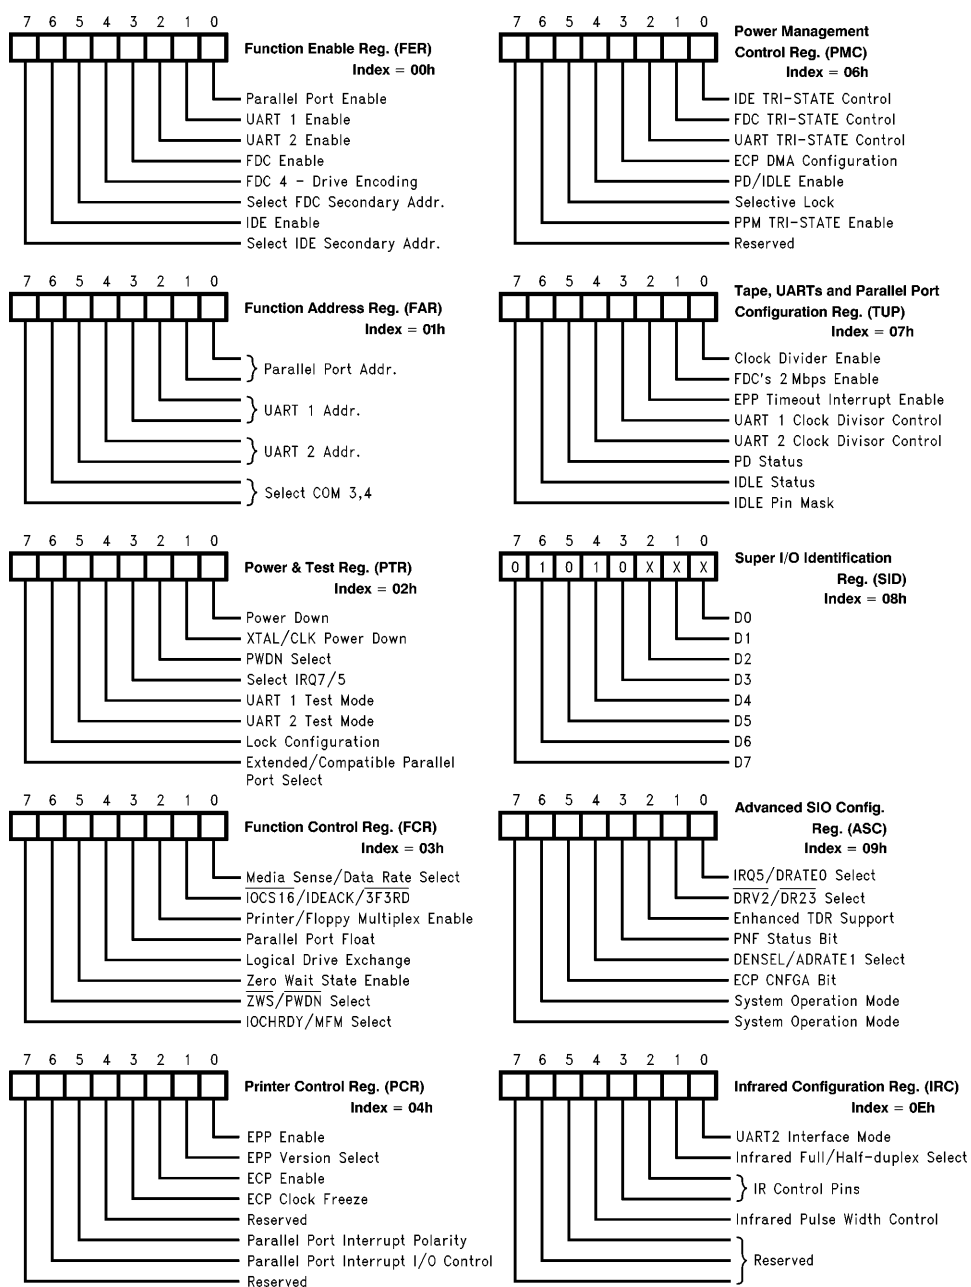 7 6 5 4 3 2 1 0
Function Enable Reg. (FER)
Index = 00h
Parallel Port Enable
UART 1 Enable
UART 2 Enable
FDC Enable
FDC 4 – Drive Encoding
Select FDC Secondary Addr.
IDE Enable
Select IDE Secondary Addr.
7 6 5 4 3 2 1 0
Function Address Reg. (FAR)
Index = 01h
Parallel Port Addr.
UART 1 Addr.
UART 2 Addr.
Select COM 3,4
7 6 5 4 3 2 1 0
Power & Test Reg. (PTR)
Index = 02h
Power Down
XTAL/CLK Power Down
PWDN Select
Select IRQ7/5
UART 1 Test Mode
UART 2 Test Mode
Lock Configuration
Extended/Compatible Parallel
Port Select
7 6 5 4 3 2 1 0
Function Control Reg. (FCR)
Index = 03h
Media Sense/Data Rate Select
IOCS16/IDEACK/3F3RD
Printer/Floppy Multiplex Enable
Parallel Port Float
Logical Drive Exchange
Zero Wait State Enable
ZWS/PWDN Select
IOCHRDY/MFM Select
7 6 5 4 3 2 1 0
Printer Control Reg. (PCR)
Index = 04h
EPP Enable
EPP Version Select
ECP Enable
ECP Clock Freeze
Reserved
Parallel Port Interrupt Polarity
Parallel Port Interrupt I/O Control
Reserved
7 6 5 4 3 2 1 0
Power Management
Control Reg. (PMC)
Index = 06h
IDE TRI-STATE Control
FDC TRI-STATE Control
UART TRI-STATE Control
ECP DMA Configuration
PD/IDLE Enable
Selective Lock
PPM TRI-STATE Enable
Reserved
7 6 5 4 3 2 1 0
Tape, UARTs and Parallel Port
Configuration Reg. (TUP)
Index = 07h
Clock Divider Enable
FDC's 2 Mbps Enable
EPP Timeout Interrupt Enable
UART 1 Clock Divisor Control
UART 2 Clock Divisor Control
PD Status
IDLE Status
IDLE Pin Mask
7 6 5 4 3 2 1 0
0 1 0 1 0 X X X
Super I/O Identification
Reg. (SID)
Index = 08h
D0
D1
D2
D3
D4
D5
D6
D7
7 6 5 4 3 2 1 0
Advanced SIO Config.
Reg. (ASC)
Index = 09h
IRQ5/DRATE0 Select
DRV2/DR23 Select
Enhanced TDR Support
PNF Status Bit
DENSEL/ADRATE1 Select
ECP CNFGA Bit
System Operation Mode
System Operation Mode
7 6 5 4 3 2 1 0
Infrared Configuration Reg. (IRC)
Index = 0Eh
UART2 Interface Mode
Infrared Full/Half-duplex Select
IR Control Pins
Infrared Pulse Width Control
Reserved